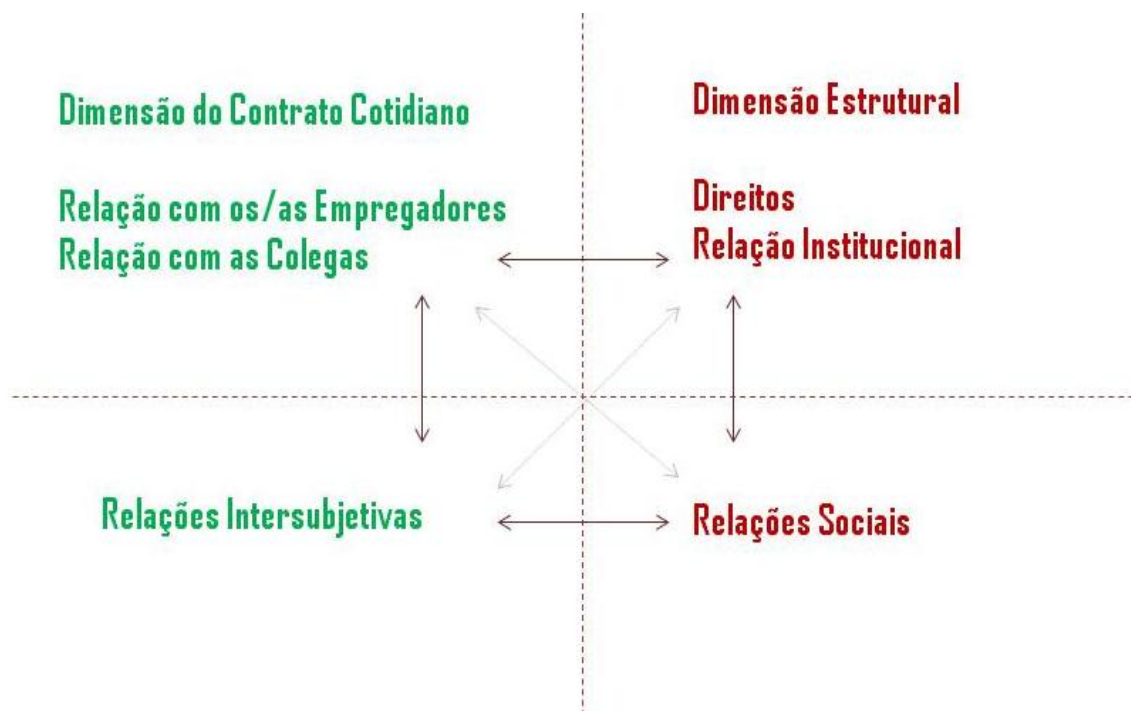 Dimensão do Contrato Cotidiano
Relação com os/as Empregadores
Relação com as Colegas
Dimensão Estrutural
Direitos
Relação Institucional
Relações Intersubjetivas
Relações Sociais